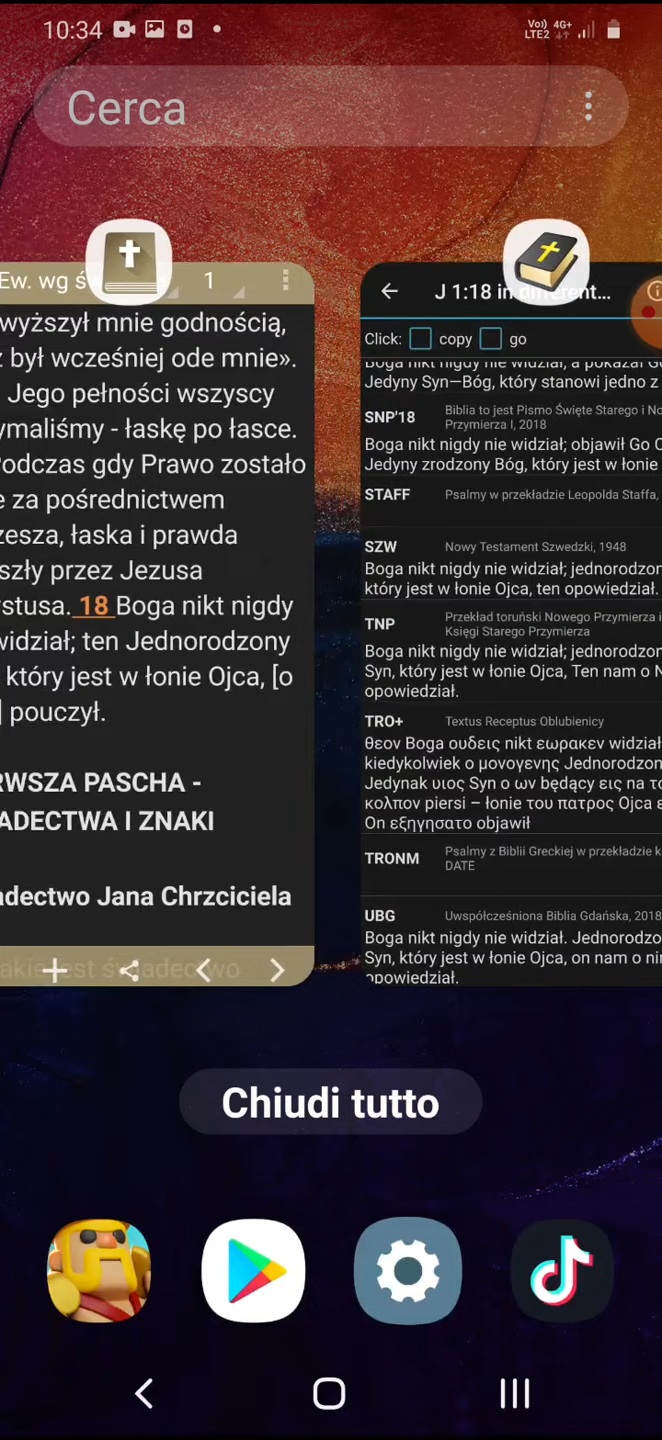 10:34
Vo)) 4G+
LTE2
Cerca
Ew. wg 1
wyższył mnie godnością,
był wcześniej ode mnie».
Jego pełności wszyscy
ymaliśmy - łaskę po łasce.
odczas gdy Prawo zostało
e za pośrednictwem
zesza, łaska i prawda
szły przez Jezusa
ystusa. 18 Boga nikt nigdy
widział; ten Jednorodzony
który jest w łonie Ojca, [o
] pouczył.
RWSZA PASCHA -
ADECTWA I ZNAKI
adectwo Jana Chrzciciela
akie jest świadectwo
J 1:18 in different...
Click: copy go
Boga nikt nigdy nie widział, a pokazał G
Jedyny Syn—Bóg, który stanowi jedno z
SNP'18 Biblia to jest Pismo Święte Starego i No
Przymierza I, 2018
Boga nikt nigdy nie widział; objawił Go
Jedyny zrodzony Bóg, który jest w łonie
STAFF Psalmy w przekładzie Leopolda Staffa,
SZW Nowy Testament Szwedzki, 1948
Boga nikt nigdy nie widział; jednorodzon
który jest w łonie Ojca, ten opowiedział.
TNP Przekład toruński Nowego Przymierza i
Księgi Starego Przymierza
Boga nikt nigdy nie widział; jednorodzon
Syn, który jest w łonie Ojca, Ten nam o N
opowiedział.
TRO+ Textus Receptus Oblubienicy
θεον Boga ουδεις nikt εωρακεν widział
kiedykolwiek ο μονογενης Jednorodzon
Jedynak υιος Syn ο ων będący εις na το
κολπον piersi – łonie του πατρος Ojca ε
On εξηγησατο objawił
TRONM Psalmy z Biblii Greckiej w przekładzie k
DATE
UBG Uwspółcześniona Biblia Gdańska, 2018
Boga nikt nigdy nie widział. Jednorodzo
Syn, który jest w łonie Ojca, on nam o ni
opowiedział.
Chiudi tutto